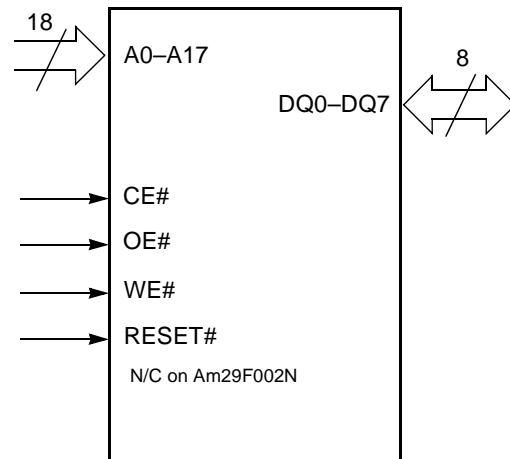 18
A0–A17
8
DQ0–DQ7
CE#
OE#
WE#
RESET#
N/C on Am29F002N